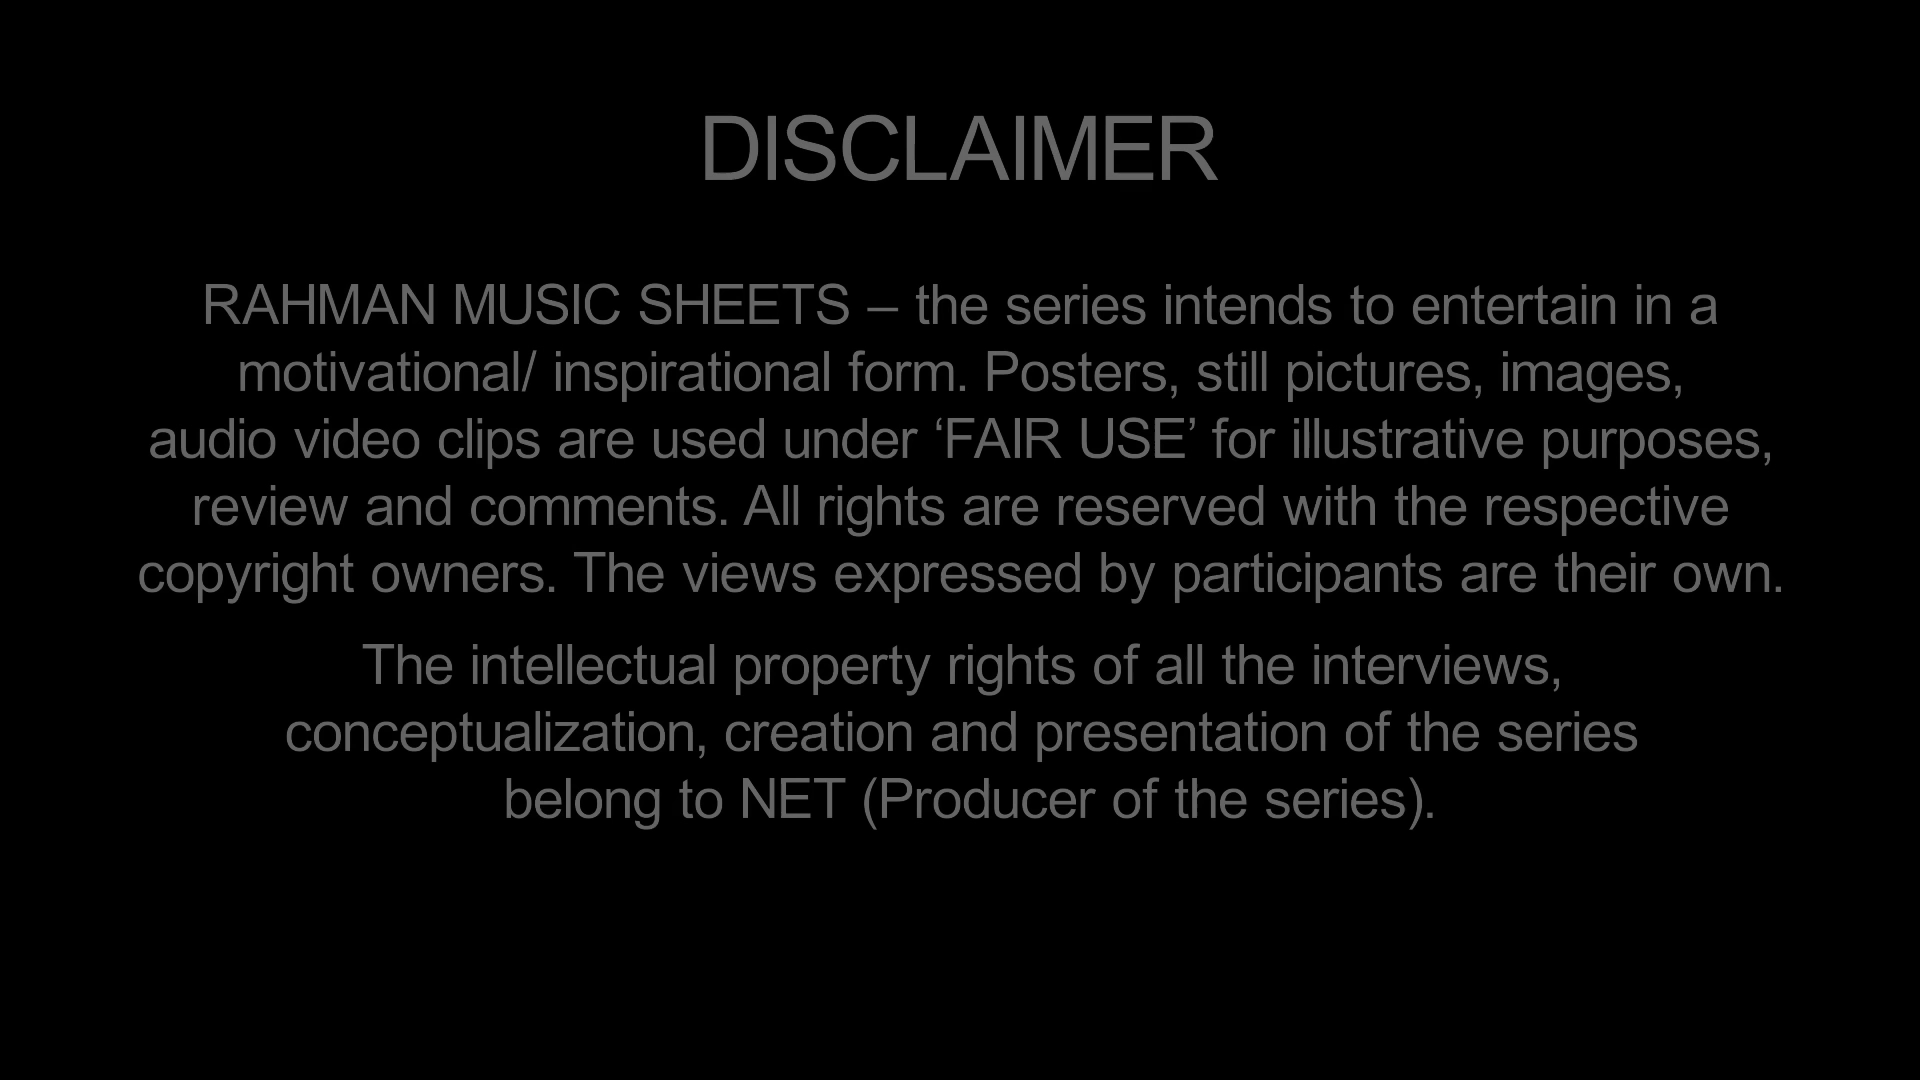 DISCLAIMER
RAHMAN MUSIC SHEETS – the series intends to entertain in a
motivational/ inspirational form. Posters, still pictures, images,
audio video clips are used under ‘FAIR USE’ for illustrative purposes,
review and comments. All rights are reserved with the respective
copyright owners. The views expressed by participants are their own.
The intellectual property rights of all the interviews,
conceptualization, creation and presentation of the series
belong to NET (Producer of the series).